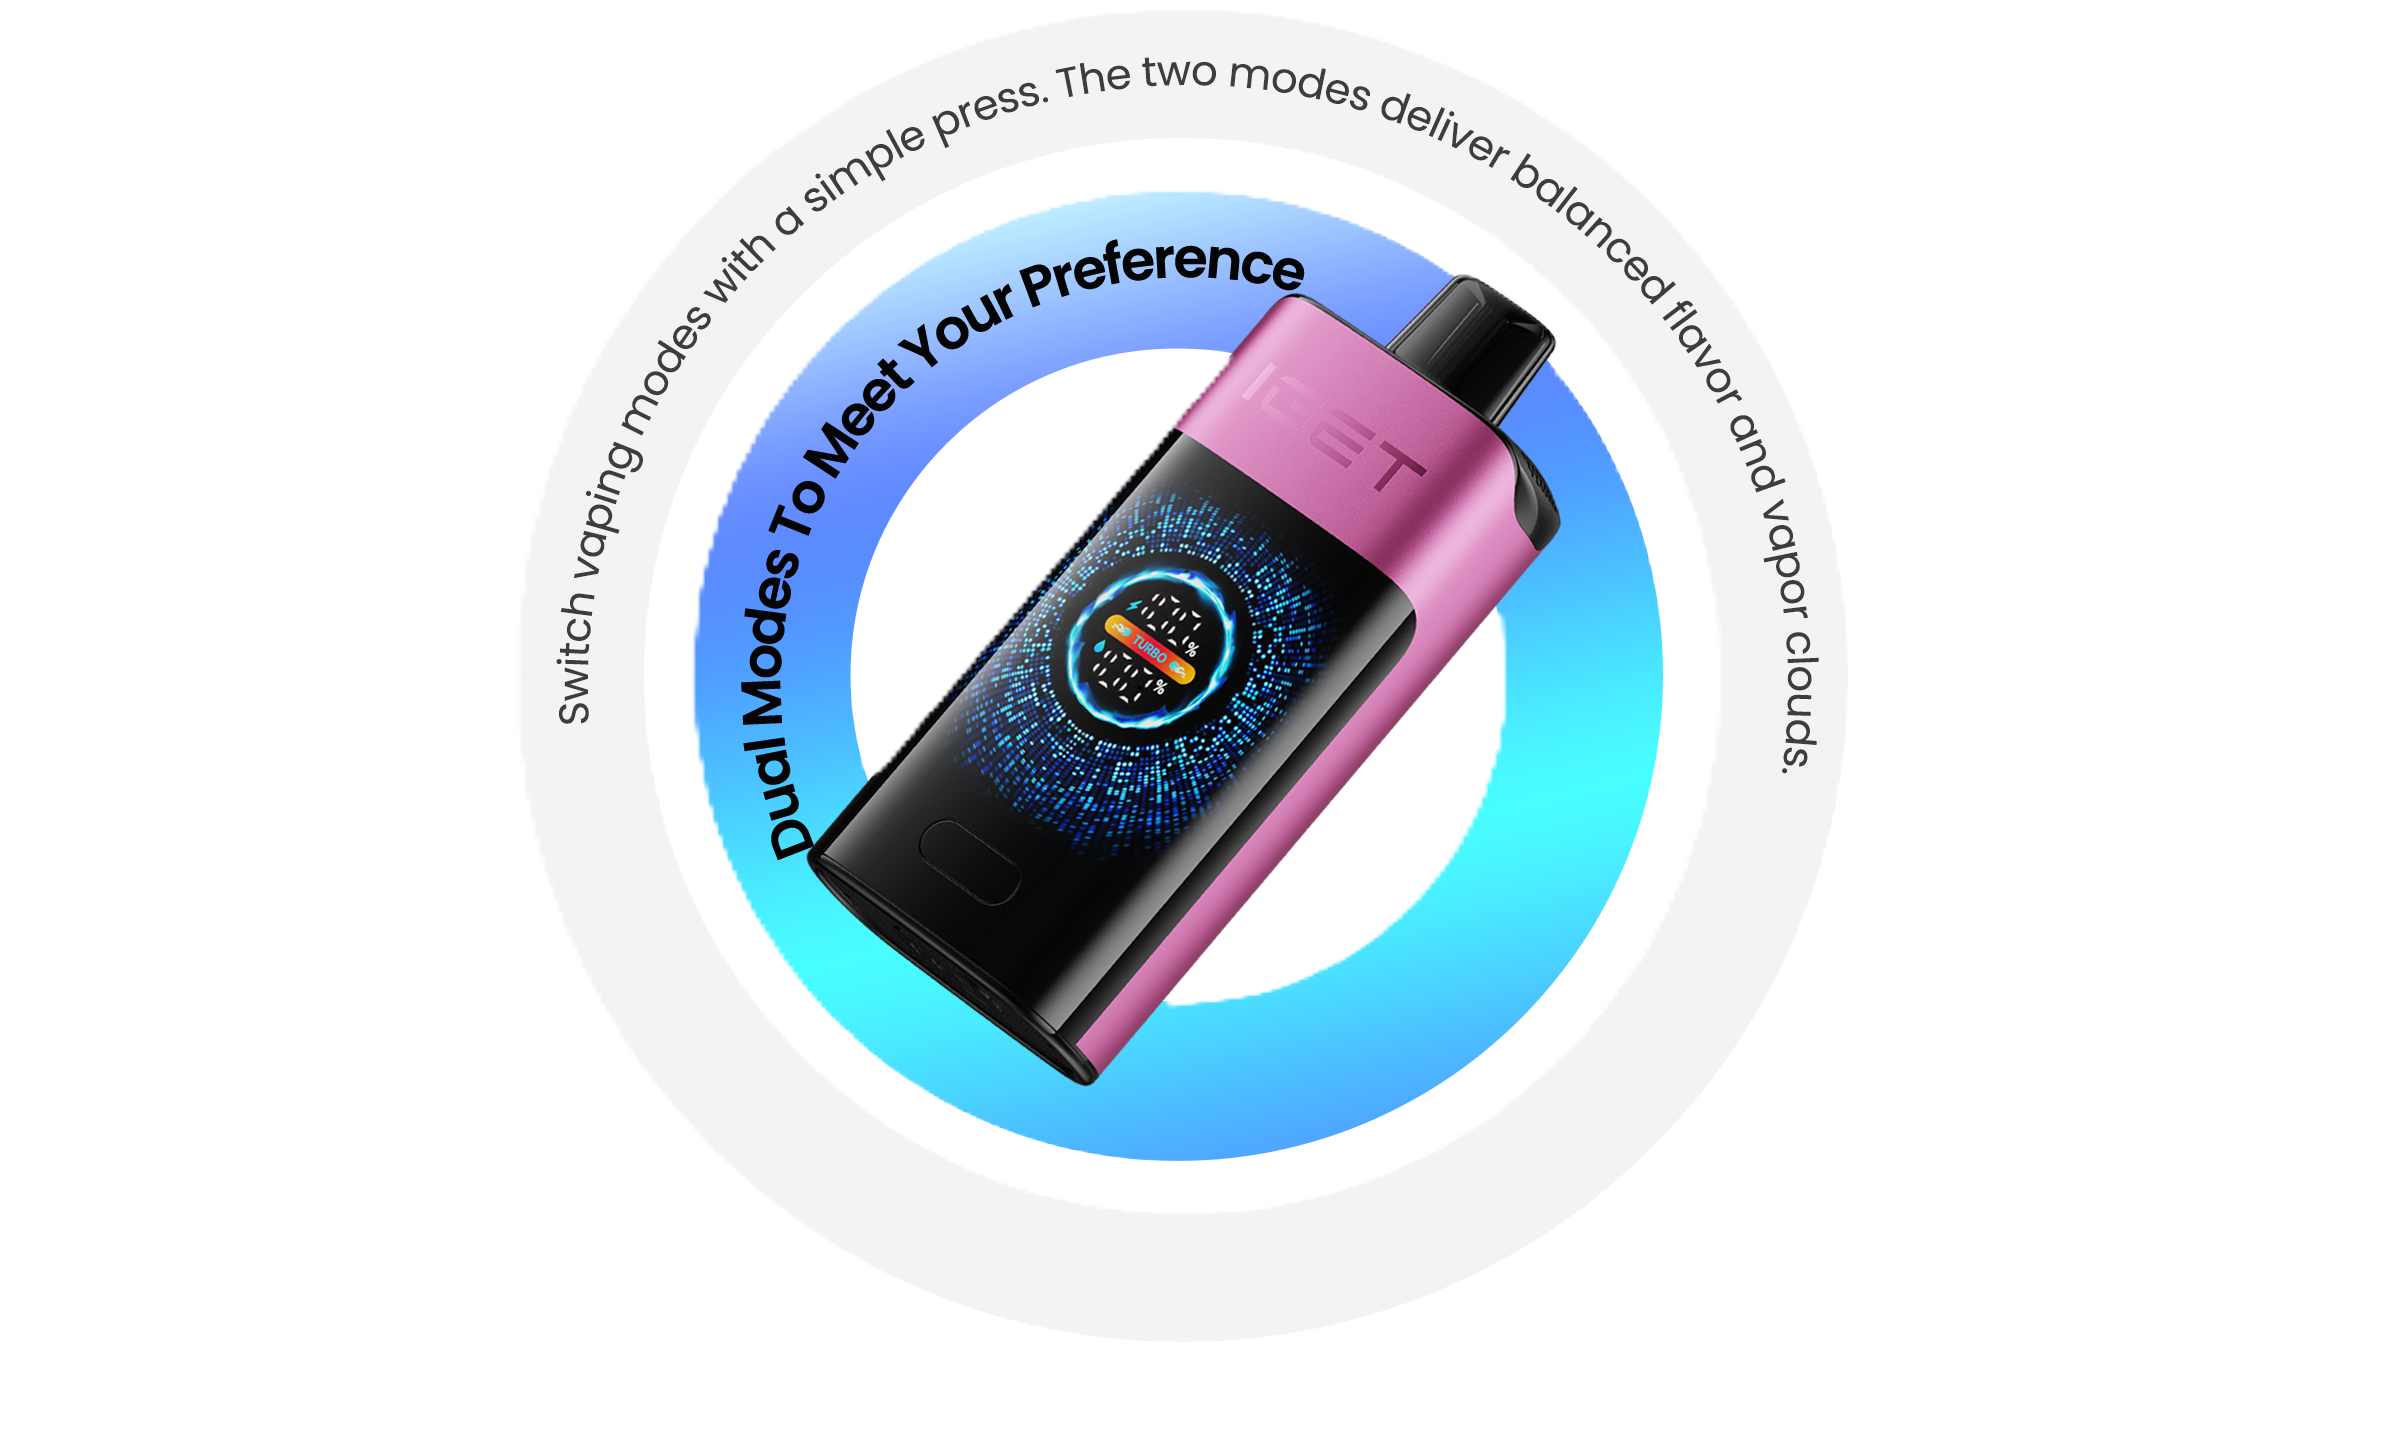 Switch vaping modes with a simple press. The two modes deliver balanced flavor and vapor clouds.
Dual Modes To Meet Your Preference
IGET
%
TURBO
%